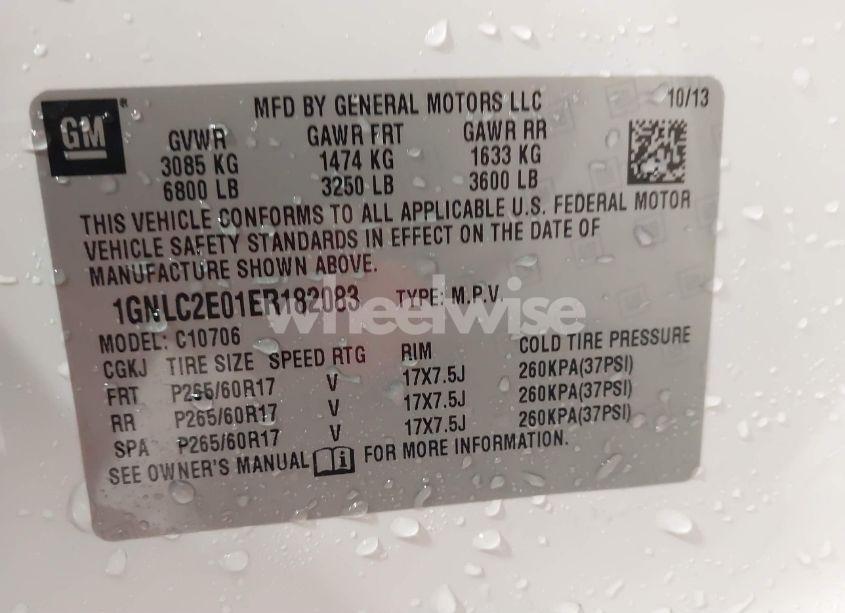 GM
MFD BY GENERAL MOTORS LLC 10/13
GVWR GAWR FRT GAWR RR
3085 KG 1474 KG 1633 KG
6800 LB 3250 LB 3600 LB
THIS VEHICLE CONFORMS TO ALL APPLICABLE U.S. FEDERAL MOTOR
VEHICLE SAFETY STANDARDS IN EFFECT ON THE DATE OF
MANUFACTURE SHOWN ABOVE.
1GNLC2E01ER182083 TYPE: M.P.V.
wheelwise
MODEL: C10706
CGKJ TIRE SIZE SPEED RTG RIM COLD TIRE PRESSURE
FRT P265/60R17 V 17X7.5J 260KPA(37PSI)
RR P265/60R17 V 17X7.5J 260KPA(37PSI)
SPA P265/60R17 V 17X7.5J 260KPA(37PSI)
SEE OWNER'S MANUAL i FOR MORE INFORMATION.